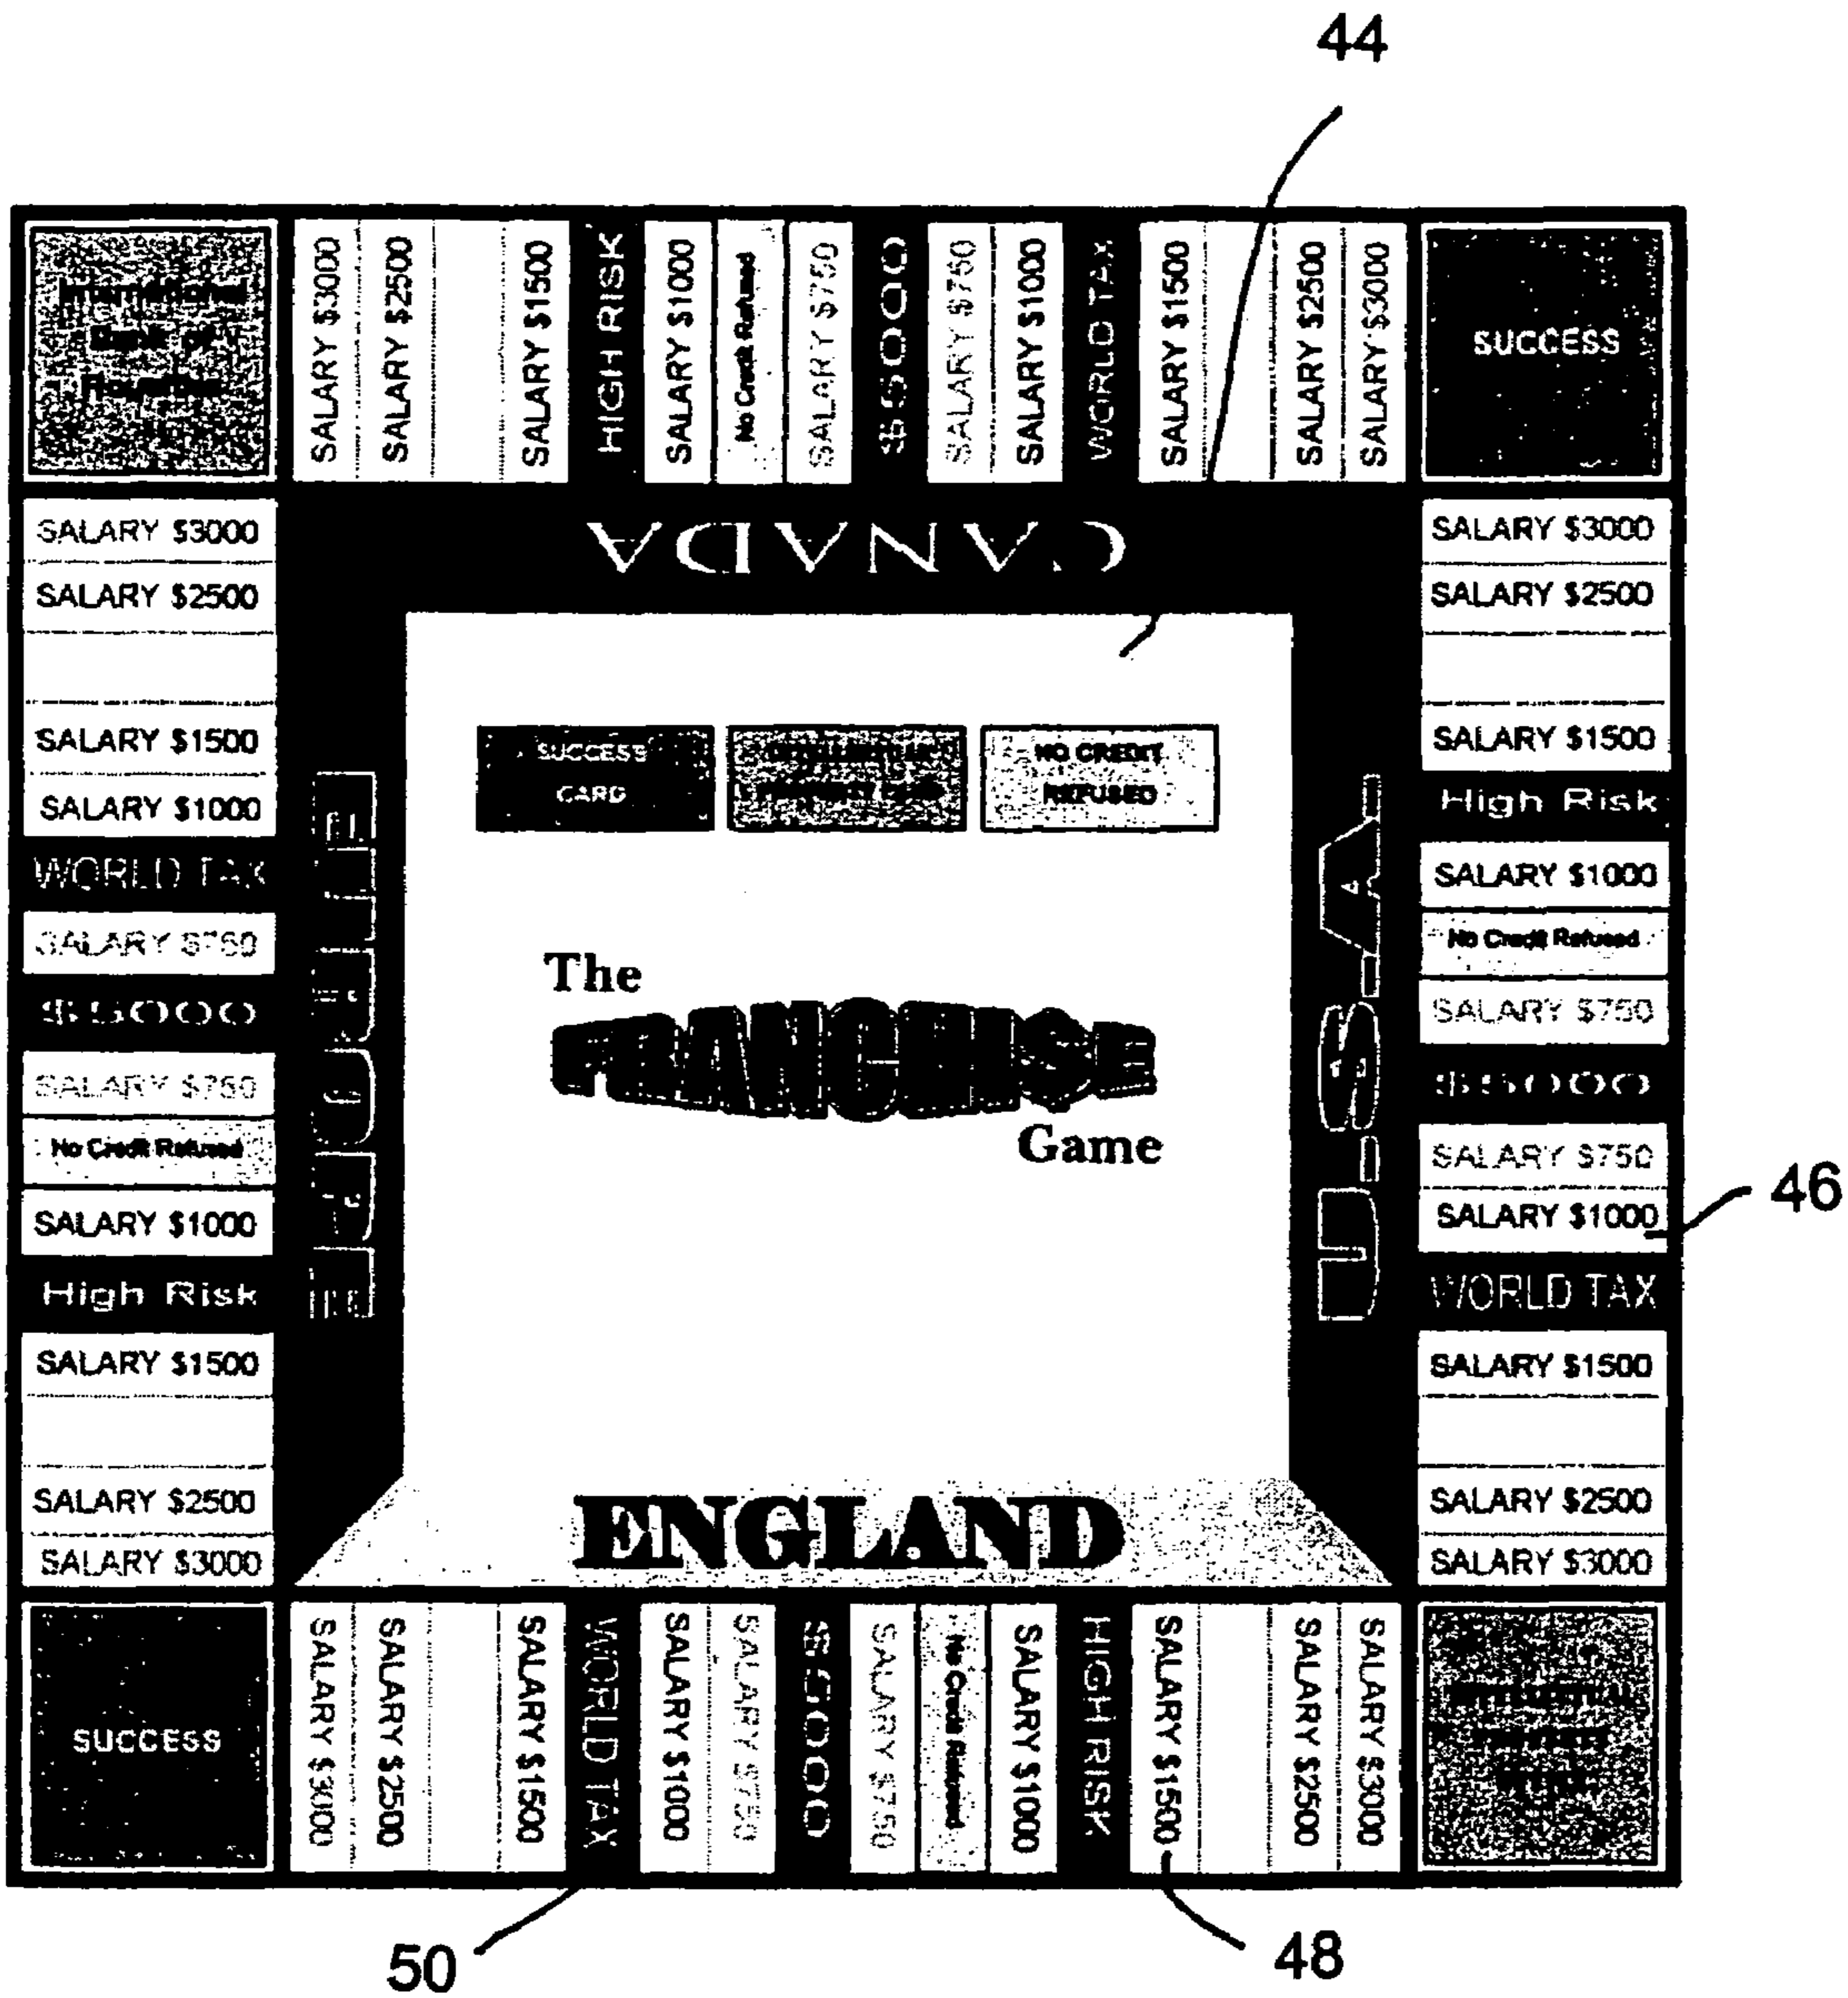 44
SALARY $3000
SALARY $2500
SALARY $1500
HIGH RISK
SALARY $1000
No Credit Refused
SALARY $750
$5000
SALARY $750
SALARY $1000
WORLD TAX
SALARY $1500
SALARY $2500
SALARY $3000
SUCCESS
SALARY $3000
SALARY $2500
SALARY $1500
SALARY $1000
WORLD TAX
SALARY $750
$5000
SALARY $750
No Credit Refused
SALARY $1000
High Risk
SALARY $1500
SALARY $2500
SALARY $3000
CANADA
EUROPE
SUCCESS
CARD
NO CREDIT
REFUSED
The
FRANCHISE
Game
U.S.A.
ENGLAND
SALARY $3000
SALARY $2500
SALARY $1500
High Risk
SALARY $1000
No Credit Refused
SALARY $750
$5000
SALARY $750
SALARY $1000
46
WORLD TAX
SALARY $1500
SALARY $2500
SALARY $3000
SUCCESS
SALARY $3000
SALARY $2500
SALARY $1500
WORLD TAX
SALARY $1000
SALARY $750
$5000
SALARY $750
No Credit Refused
SALARY $1000
HIGH RISK
SALARY $1500
SALARY $2500
SALARY $3000
50
48